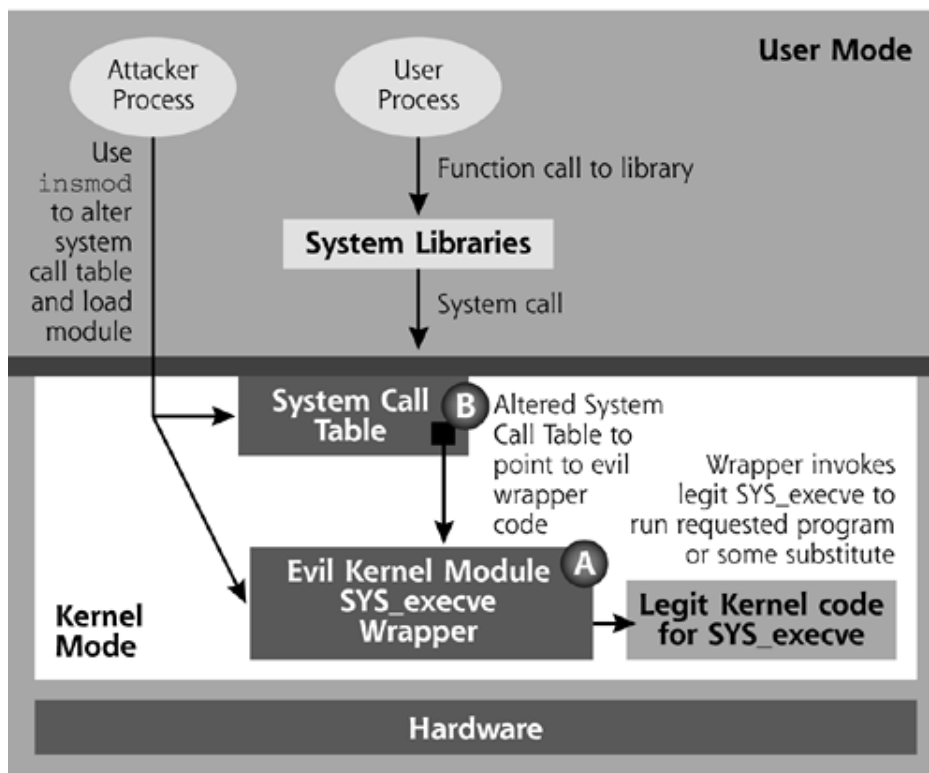 User Mode
Attacker
Process
User
Process
Use
insmod
to alter
system
call table
and load
module
Function call to library
System Libraries
System call
System Call
Table
B
Altered System
Call Table to
point to evil
wrapper
code
Wrapper invokes
legit SYS_execve to
run requested program
or some substitute
A
Evil Kernel Module
SYS_execve
Wrapper
Legit Kernel code
for SYS_execve
Kernel
Mode
Hardware